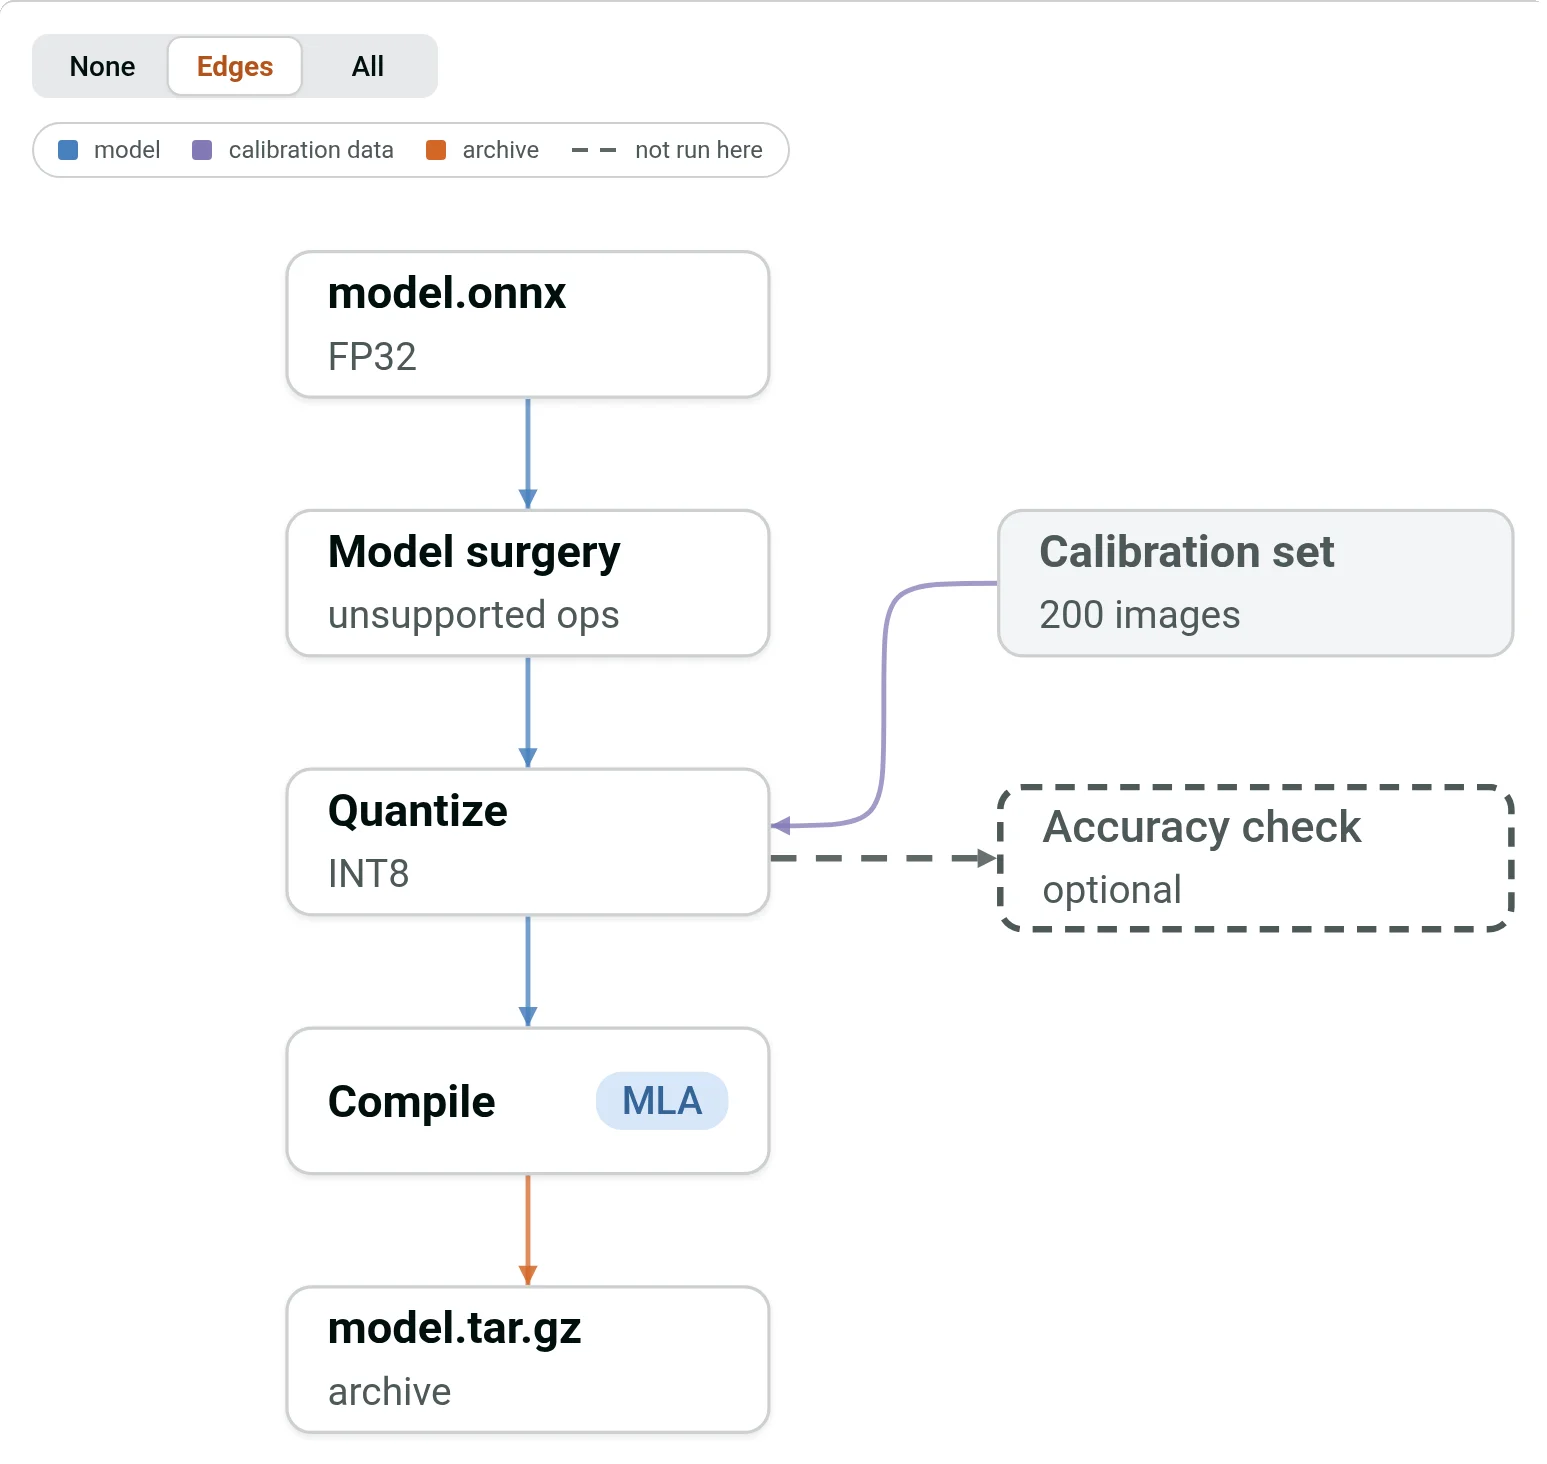 None Edges All
model calibration data archive not run here
model.onnx
FP32
Model surgery
unsupported ops
Calibration set
200 images
Quantize
INT8
Accuracy check
optional
Compile MLA
model.tar.gz
archive